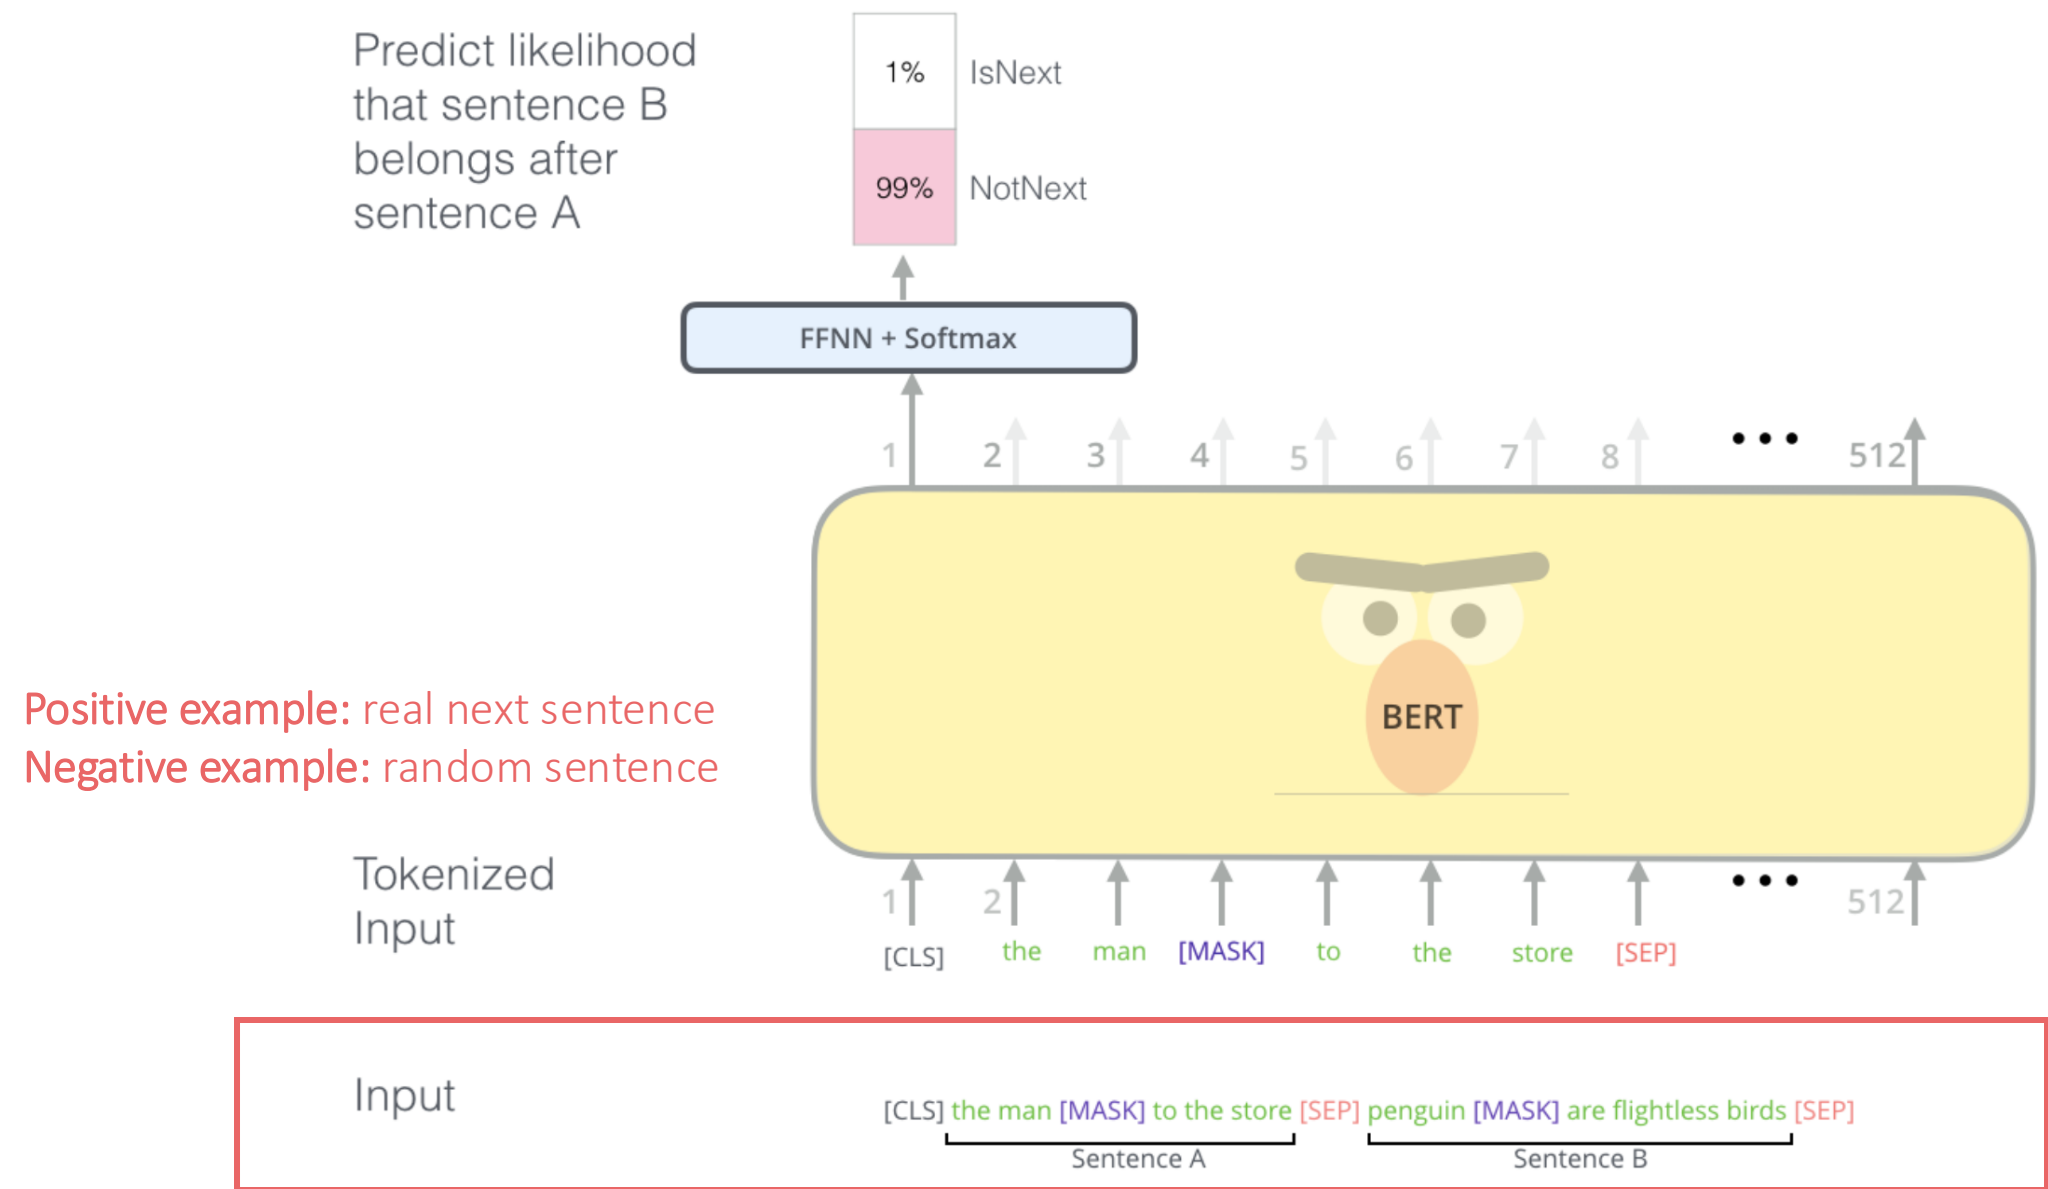 Predict likelihood
that sentence B
belongs after
sentence A
1% IsNext
99% NotNext
FFNN + Softmax
1 2 3 4 5 6 7 8 ••• 512
BERT
Positive example: real next sentence
Negative example: random sentence
Tokenized
Input
1 2 ••• 512
[CLS] the man [MASK] to the store [SEP]
Input
[CLS] the man [MASK] to the store [SEP] penguin [MASK] are flightless birds [SEP]
Sentence A Sentence B